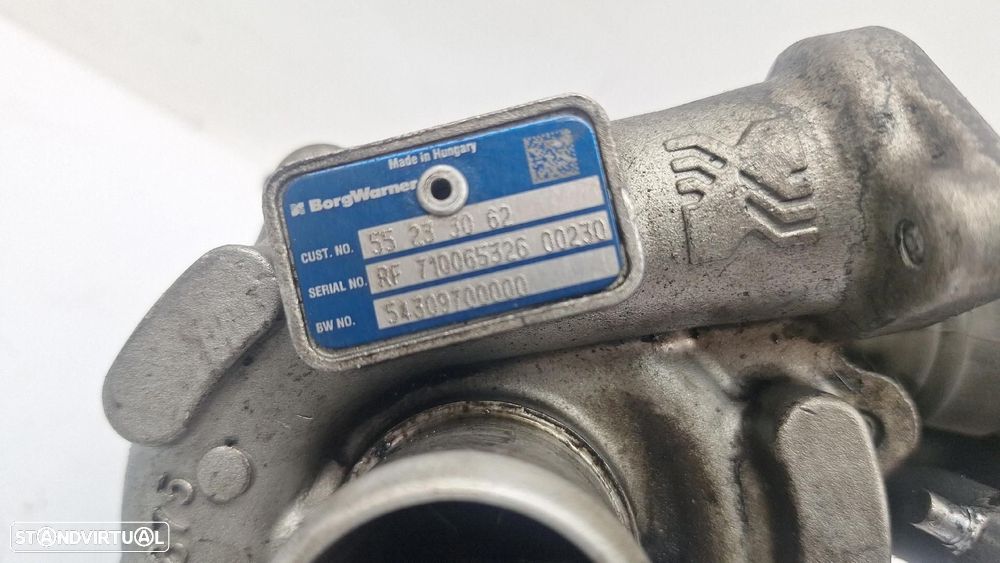 Made in Hungary
BorgWarner
CUST. NO. 55 23 30 62
SERIAL NO. RF 710065326 00230
BW NO. 54309700000
STANDVIRTUAL